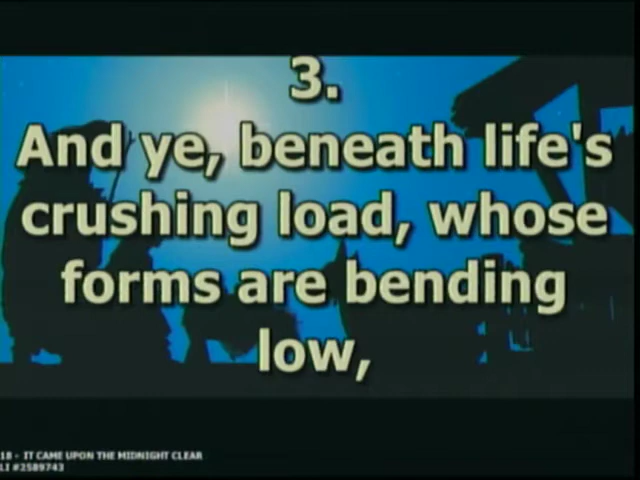 3.
And ye, beneath life's
crushing load, whose
forms are bending
low,
18 - IT CAME UPON THE MIDNIGHT CLEAR
LI #2589743